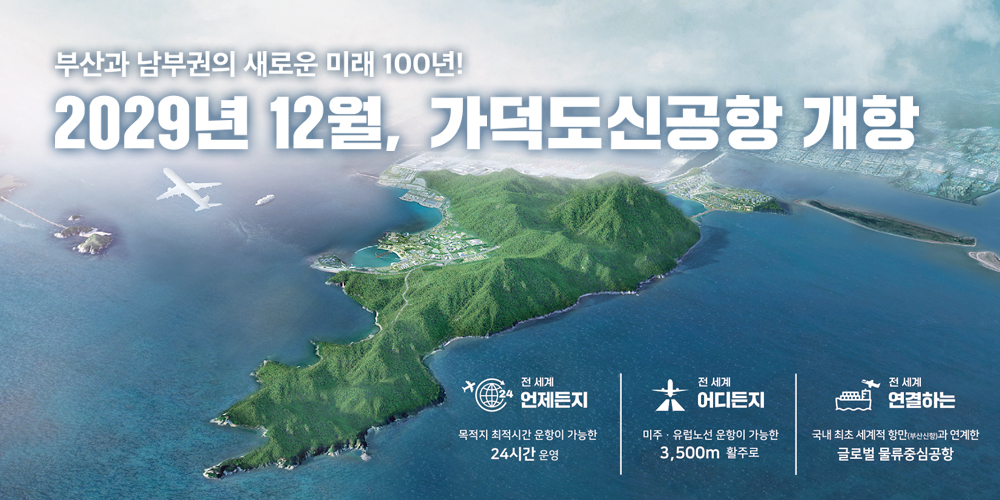 부산과 남부권의 새로운 미래 100년!
2029년 12월, 가덕도신공항 개항
24
전 세계
언제든지
목적지 최적시간 운항이 가능한
24시간 운영
전 세계
어디든지
미주 · 유럽노선 운항이 가능한
3,500m 활주로
전 세계
연결하는
국내 최초 세계적 항만(부산신항)과 연계한
글로벌 물류중심공항